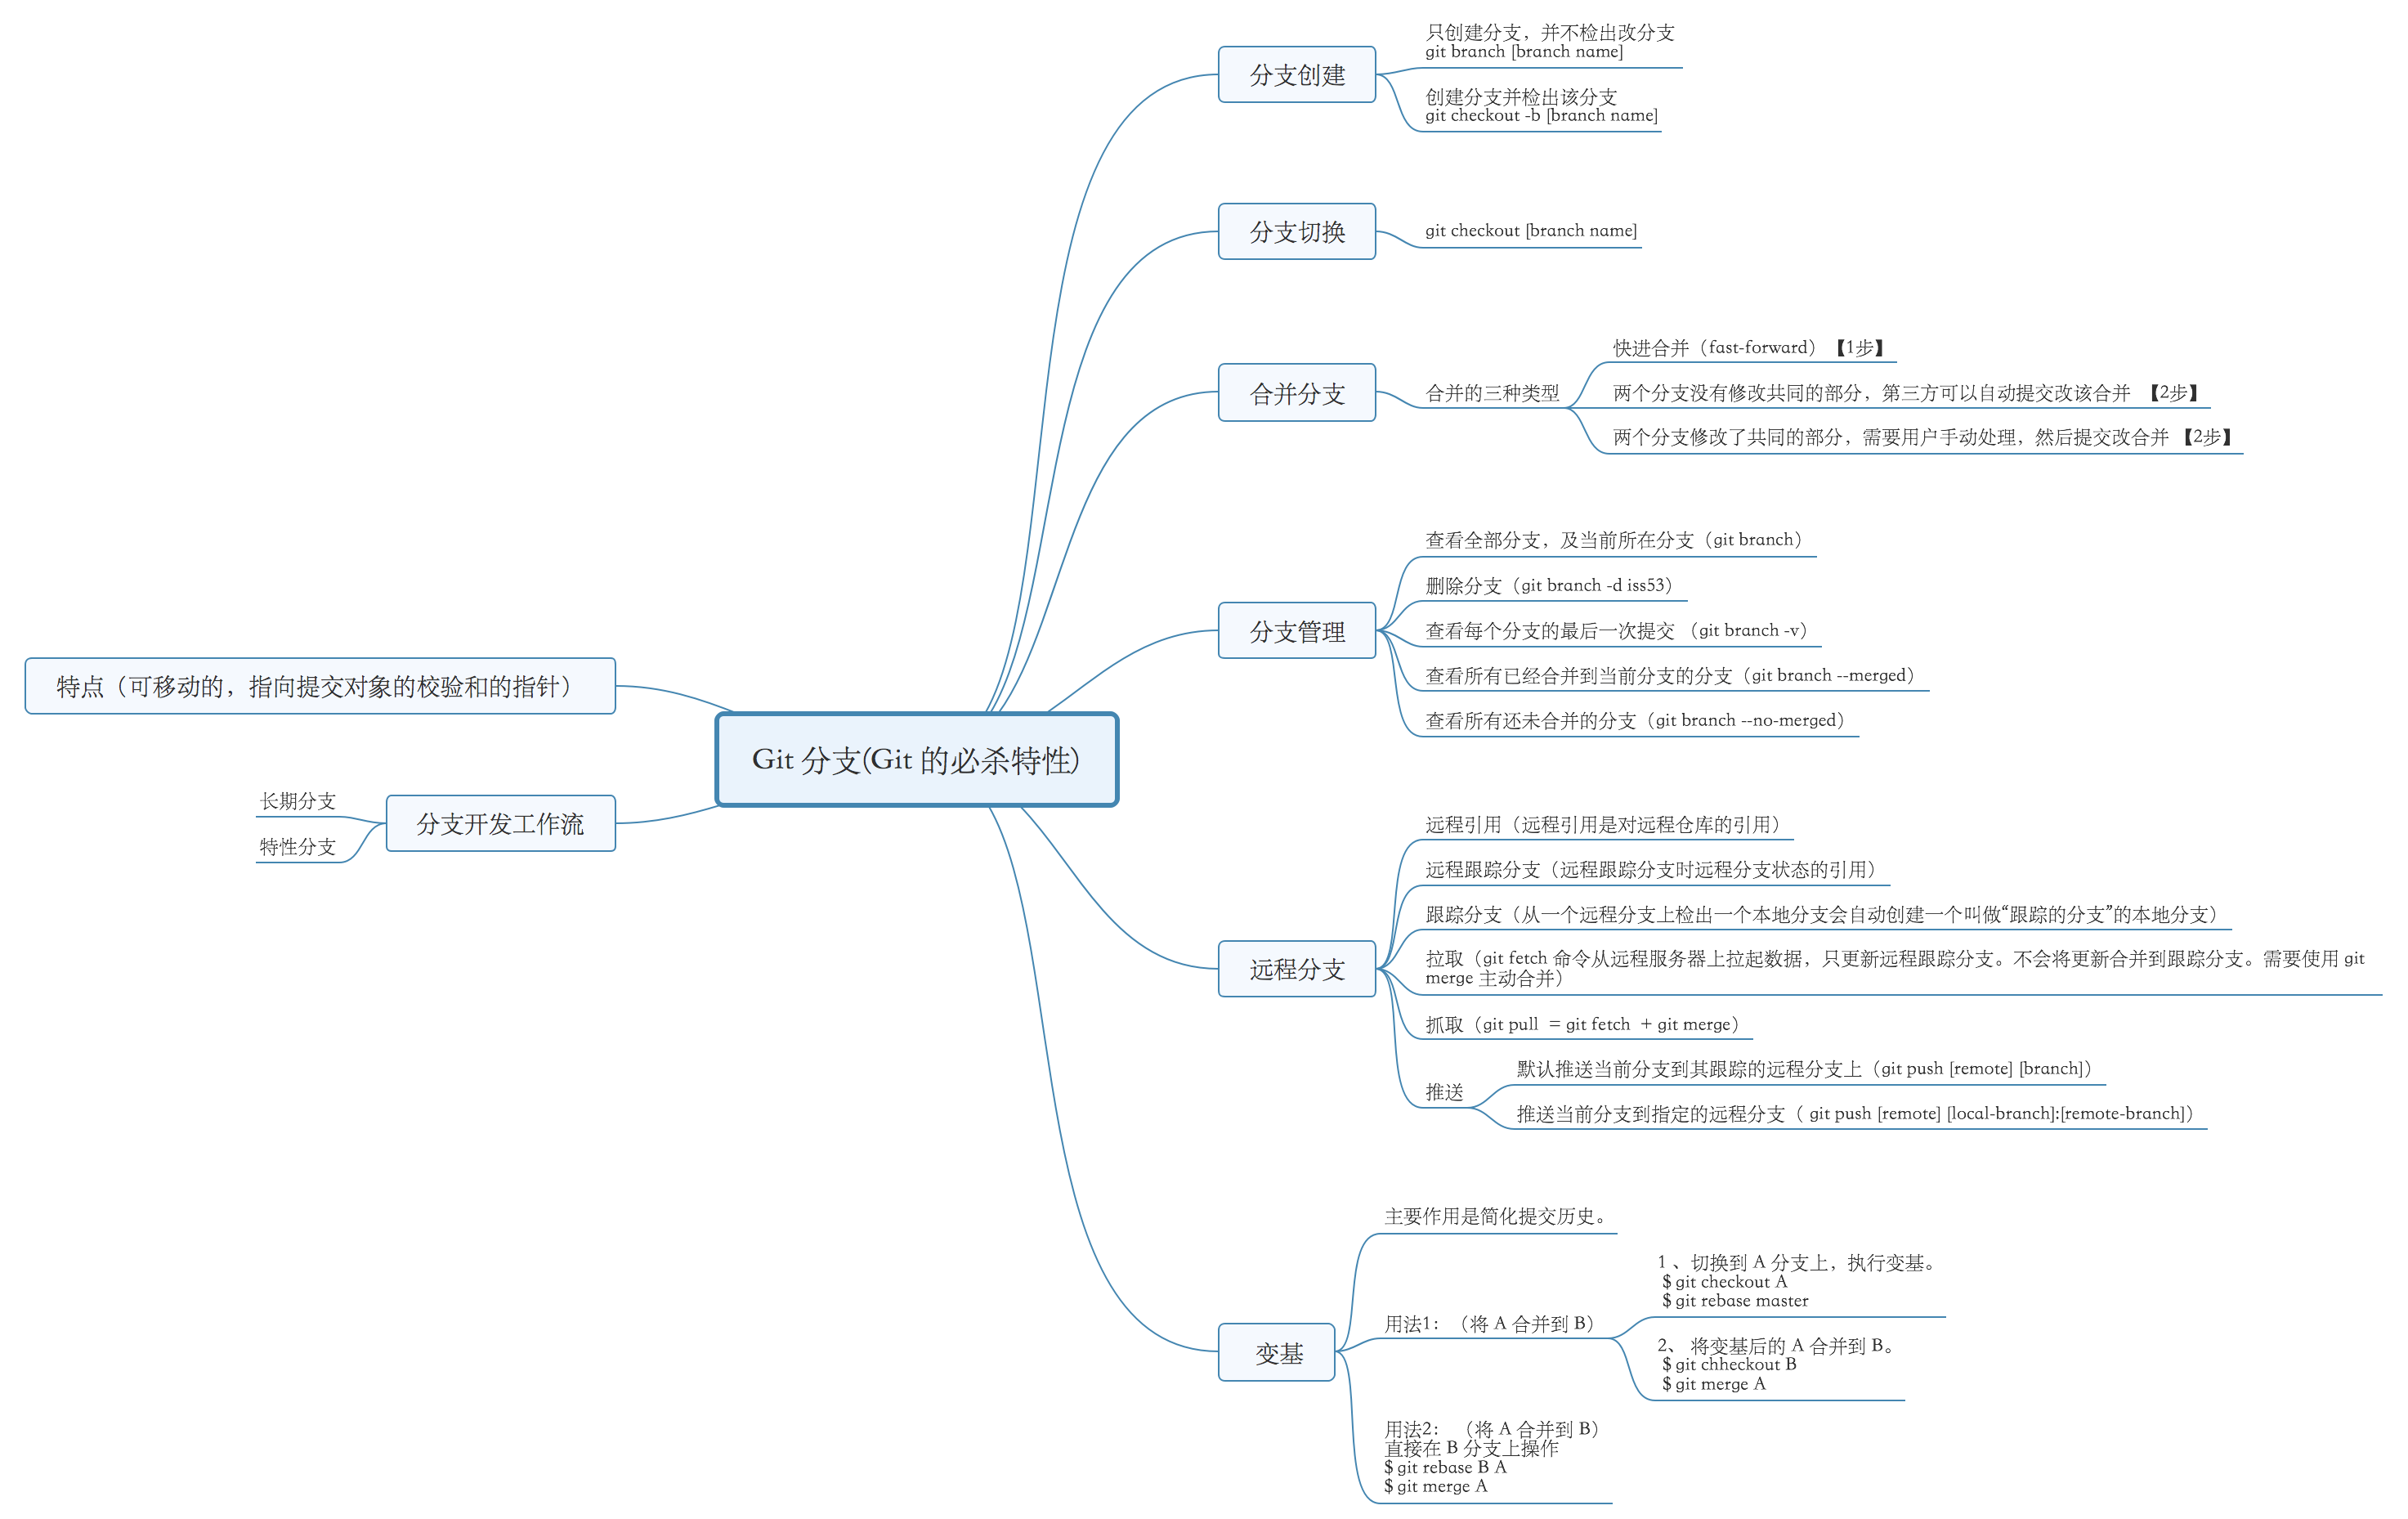 Git 分支(Git 的必杀特性)
特点（可移动的，指向提交对象的校验和的指针）
分支开发工作流
长期分支
特性分支
分支创建
只创建分支，并不检出改分支
git branch [branch name]
创建分支并检出该分支
git checkout -b [branch name]
分支切换
git checkout [branch name]
合并分支
合并的三种类型
快进合并（fast-forward）【1步】
两个分支没有修改共同的部分，第三方可以自动提交改该合并 【2步】
两个分支修改了共同的部分，需要用户手动处理，然后提交改合并 【2步】
分支管理
查看全部分支，及当前所在分支（git branch）
删除分支（git branch -d iss53）
查看每个分支的最后一次提交 （git branch -v）
查看所有已经合并到当前分支的分支（git branch --merged）
查看所有还未合并的分支（git branch --no-merged）
远程分支
远程引用（远程引用是对远程仓库的引用）
远程跟踪分支（远程跟踪分支时远程分支状态的引用）
跟踪分支（从一个远程分支上检出一个本地分支会自动创建一个叫做“跟踪的分支”的本地分支）
拉取（git fetch 命令从远程服务器上拉起数据，只更新远程跟踪分支。不会将更新合并到跟踪分支。需要使用 git
merge 主动合并）
抓取（git pull = git fetch + git merge）
推送
默认推送当前分支到其跟踪的远程分支上（git push [remote] [branch]）
推送当前分支到指定的远程分支（ git push [remote] [local-branch]:[remote-branch]）
变基
主要作用是简化提交历史。
用法1：（将 A 合并到 B）
1 、切换到 A 分支上，执行变基。
$ git checkout A
$ git rebase master
2、 将变基后的 A 合并到 B。
$ git chheckout B
$ git merge A
用法2： （将 A 合并到 B）
直接在 B 分支上操作
$ git rebase B A
$ git merge A